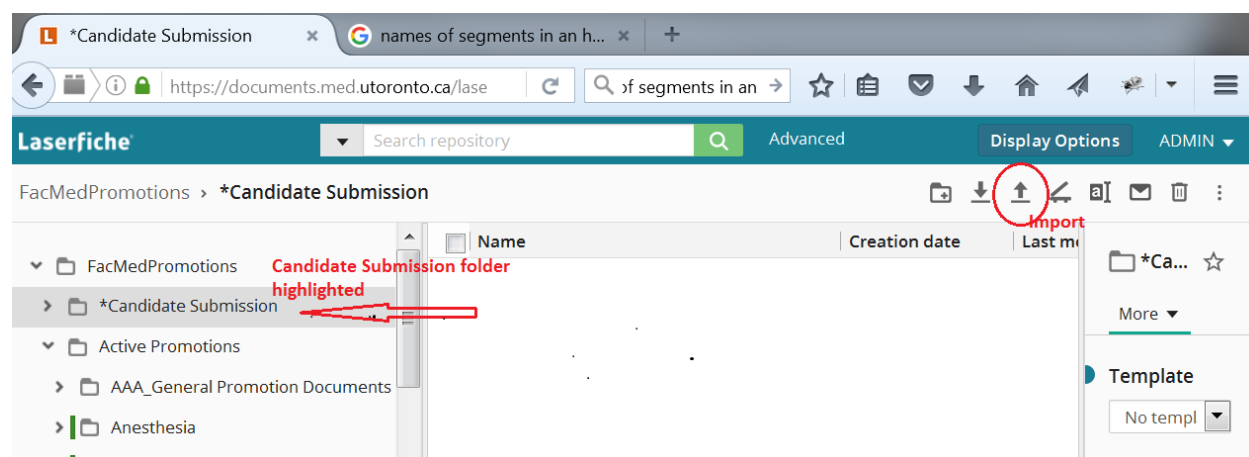 L *Candidate Submission × G names of segments in an h... × +
https://documents.med.utoronto.ca/lase of segments in an
Laserfiche Search repository Advanced Display Options ADMIN
FacMedPromotions › *Candidate Submission
Import
Name Creation date Last mo
FacMedPromotions
Candidate Submission folder
highlighted
*Ca...
*Candidate Submission
More
Active Promotions
AAA_General Promotion Documents
Template
No templ
Anesthesia